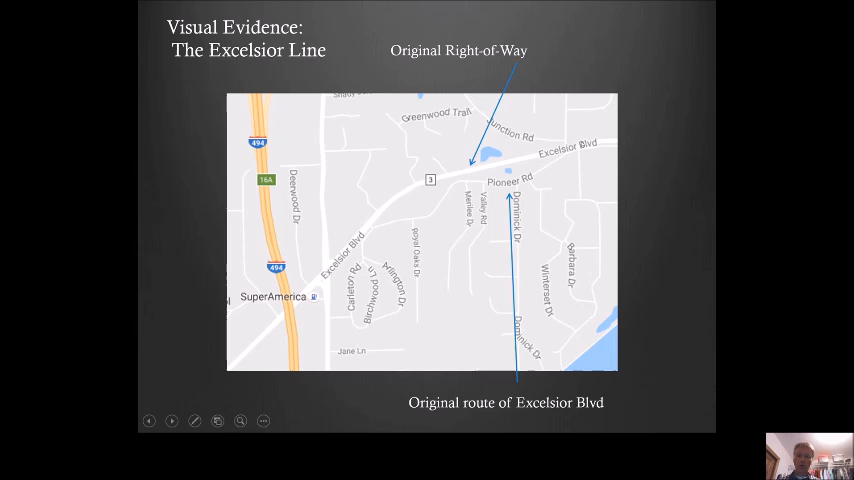 Visual Evidence:
The Excelsior Line
Original Right-of-Way
Greenwood Trail
Junction Rd
494
Excelsior Blvd
16A
3
Pioneer Rd
Deerwood Dr
Merilee Dr
Valley Rd
Dominick Dr
Royal Oaks Dr
Barbara Dr
Excelsior Blvd
494
Arlington Dr
Carleton Rd
Birchwood Ln
Winterset Dr
SuperAmerica
Dominick Dr
Jane Ln
Original route of Excelsior Blvd